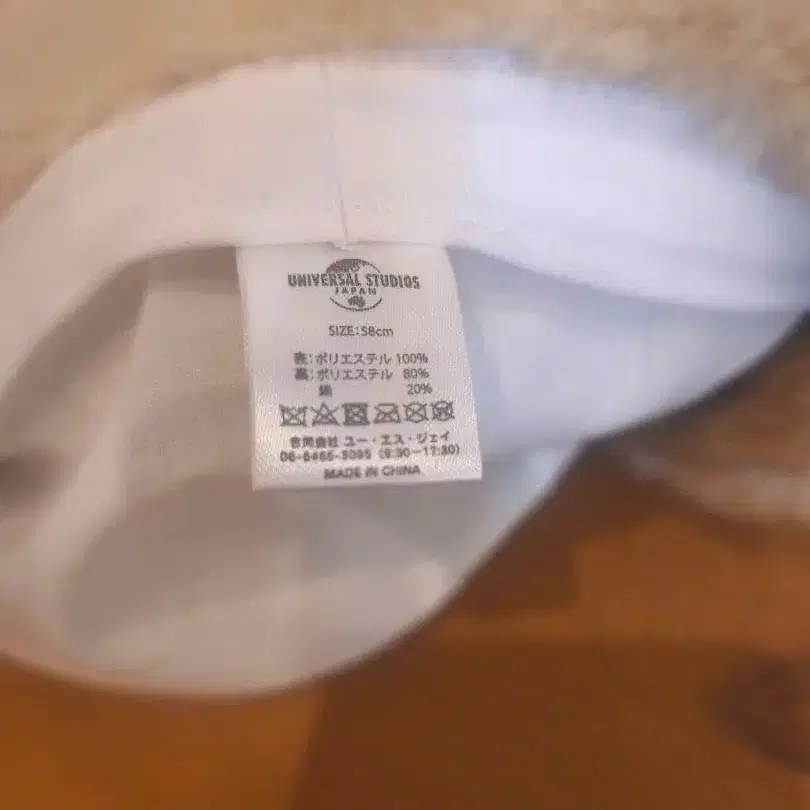 UNIVERSAL STUDIOS
JAPAN
SIZE:58cm
表:ポリエステル 100%
裏:ポリエステル 80%
綿 20%
合同会社 ユー・エス・ジェイ
06-6465-3095 (9:30-17:30)
MADE IN CHINA